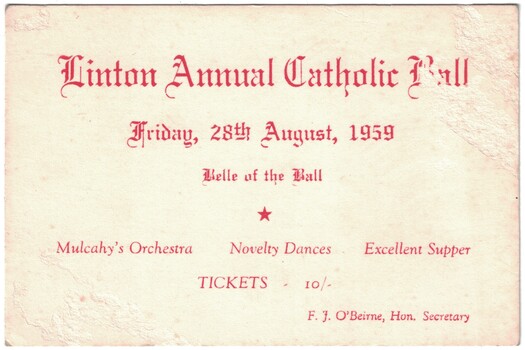 Linton Annual Catholic Ball
Friday, 28th August, 1959
Belle of the Ball
Mulcahy's Orchestra Novelty Dances Excellent Supper
TICKETS - 10/-
F. J. O'Beirne, Hon. Secretary